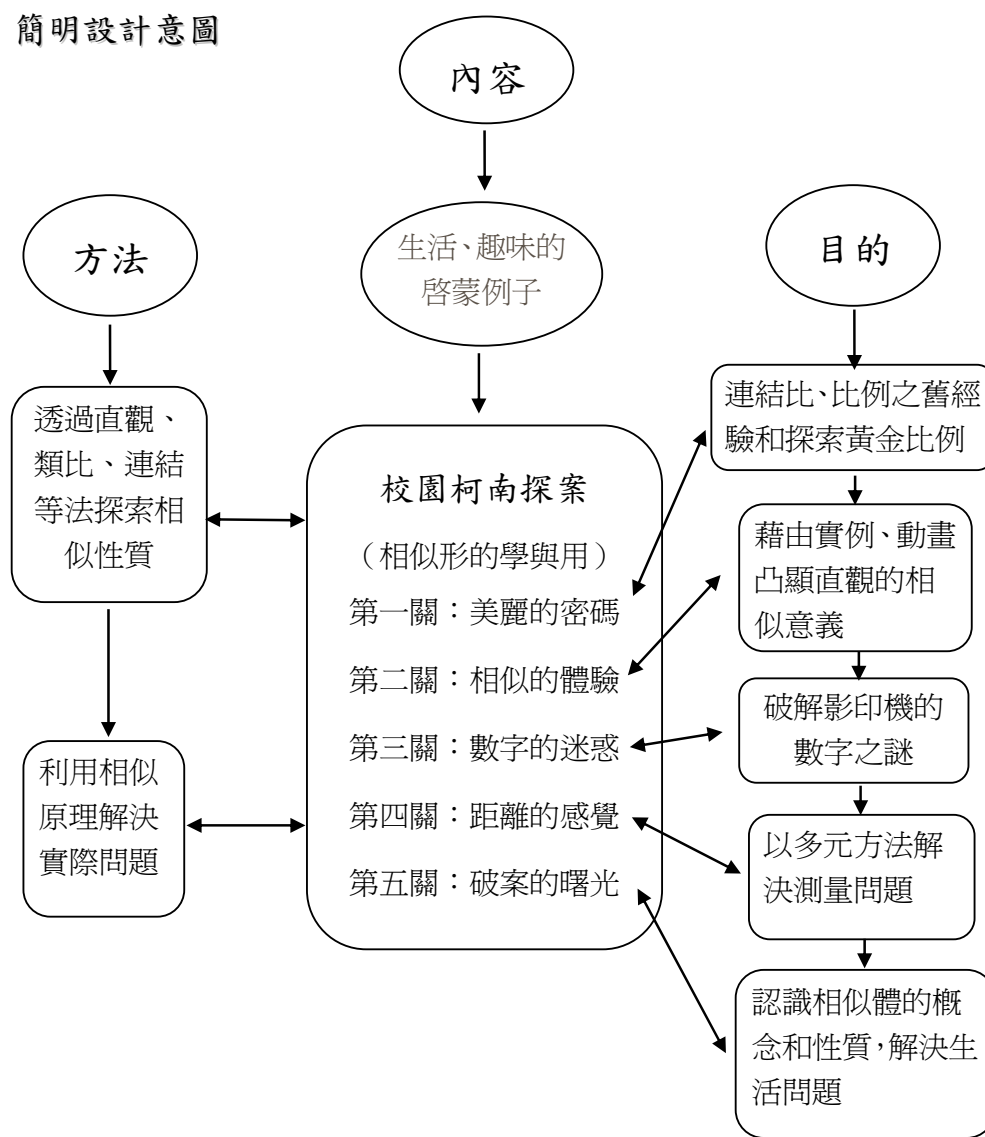 簡明設計意圖
內容
生活、趣味的
啓蒙例子
方法
透過直觀、
類比、連結
等法探索相
似性質
利用相似
原理解決
實際問題
校園柯南探案
（相似形的學與用）
第一關：美麗的密碼
第二關：相似的體驗
第三關：數字的迷惑
第四關：距離的感覺
第五關：破案的曙光
目的
連結比、比例之舊經
驗和探索黃金比例
藉由實例、動畫
凸顯直觀的相
似意義
破解影印機的
數字之謎
以多元方法解
決測量問題
認識相似體的概
念和性質，解決生
活問題